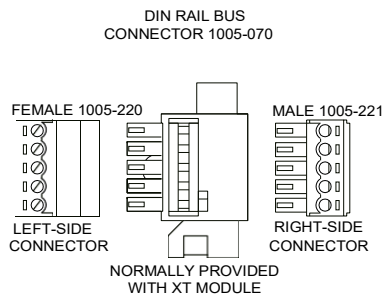 DIN RAIL BUS
CONNECTOR 1005-070
FEMALE 1005-220
MALE 1005-221
LEFT-SIDE
CONNECTOR
RIGHT-SIDE
CONNECTOR
NORMALLY PROVIDED
WITH XT MODULE